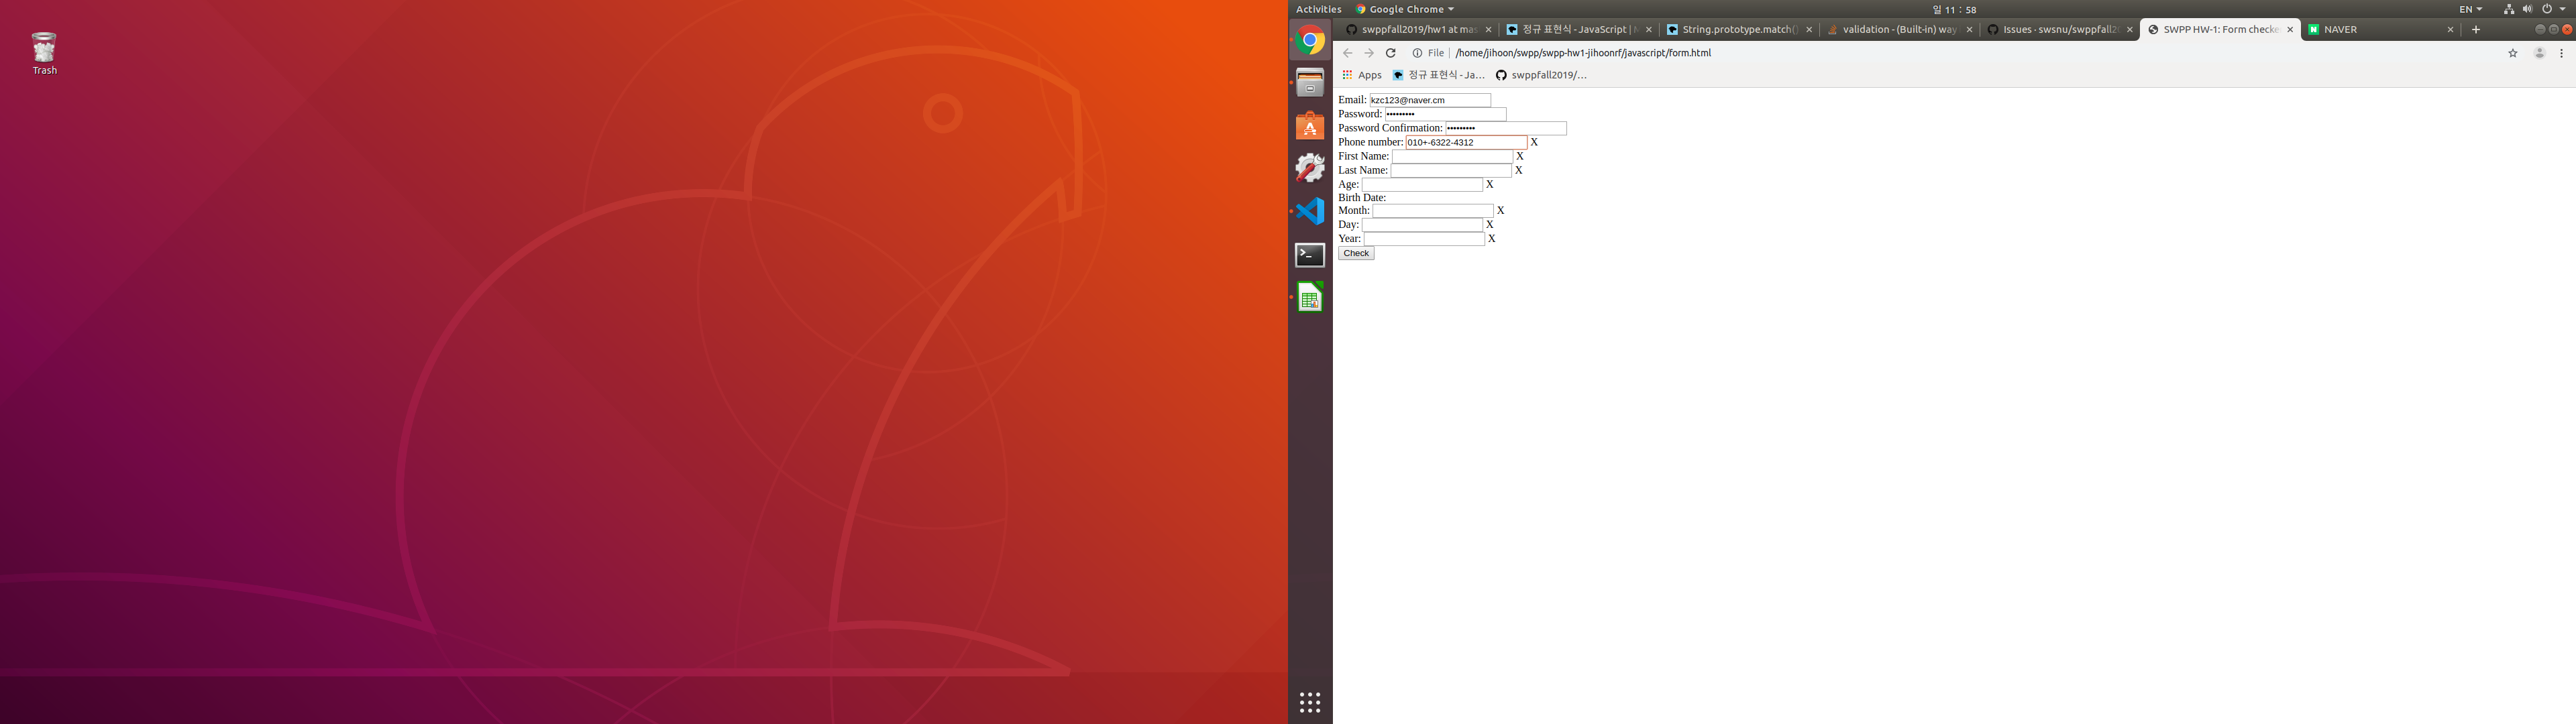 Trash
Activities
Google Chrome
일 11 : 58
EN
swppfall2019/hw1 at mas
정규 표현식 - JavaScript | M
String.prototype.match()
validation - (Built-in) way
Issues · swsnu/swppfall20
SWPP HW-1: Form checke
NAVER
File
/home/jihoon/swpp/swpp-hw1-jihoonrf/javascript/form.html
Apps
정규 표현식 - Ja…
swppfall2019/…
Email: kzc123@naver.cm
Password: •••••••••
Password Confirmation: •••••••••
Phone number: 010+-6322-4312 X
First Name: X
Last Name: X
Age: X
Birth Date:
Month: X
Day: X
Year: X
Check